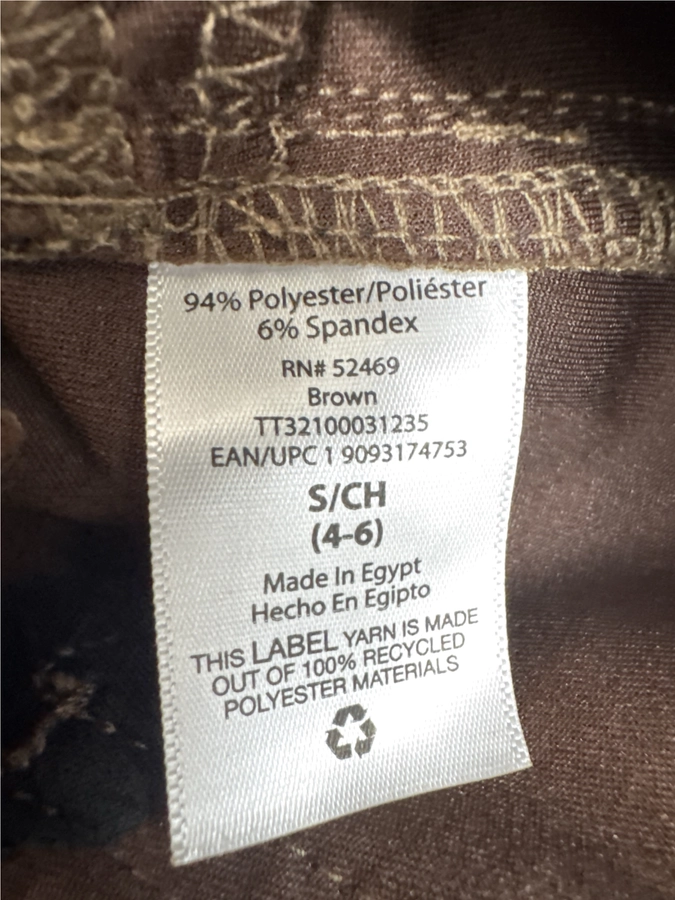 94% Polyester/Poliéster
6% Spandex
RN# 52469
Brown
TT32100031235
EAN/UPC 1 9093174753
S/CH
(4-6)
Made In Egypt
Hecho En Egipto
THIS LABEL YARN IS MADE
OUT OF 100% RECYCLED
POLYESTER MATERIALS